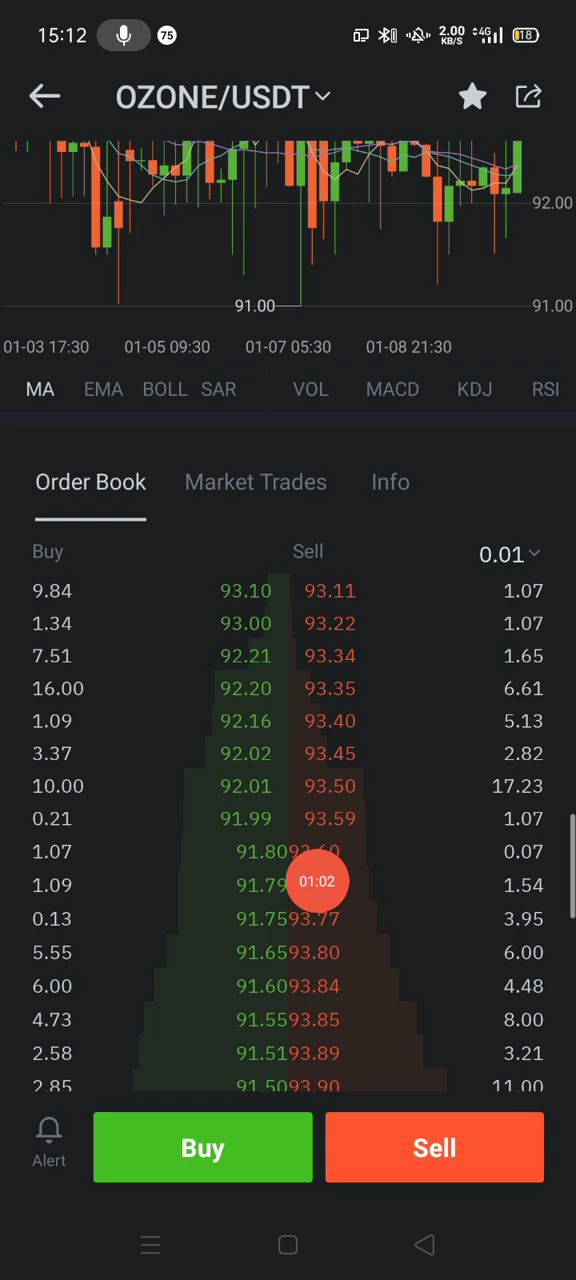 15:12 75 2.00 KB/S 4G 18
OZONE/USDT
92.00
91.00 91.00
01-03 17:30 01-05 09:30 01-07 05:30 01-08 21:30
MA EMA BOLL SAR VOL MACD KDJ RSI
Order Book Market Trades Info
Buy Sell 0.01
9.84 93.10 93.11 1.07
1.34 93.00 93.22 1.07
7.51 92.21 93.34 1.65
16.00 92.20 93.35 6.61
1.09 92.16 93.40 5.13
3.37 92.02 93.45 2.82
10.00 92.01 93.50 17.23
0.21 91.99 93.59 1.07
1.07 91.80 0.07
1.09 91.79 01:02 1.54
0.13 91.75 93.77 3.95
5.55 91.65 93.80 6.00
6.00 91.60 93.84 4.48
4.73 91.55 93.85 8.00
2.58 91.51 93.89 3.21
2.85 91.50 93.90 11.00
Alert Buy Sell